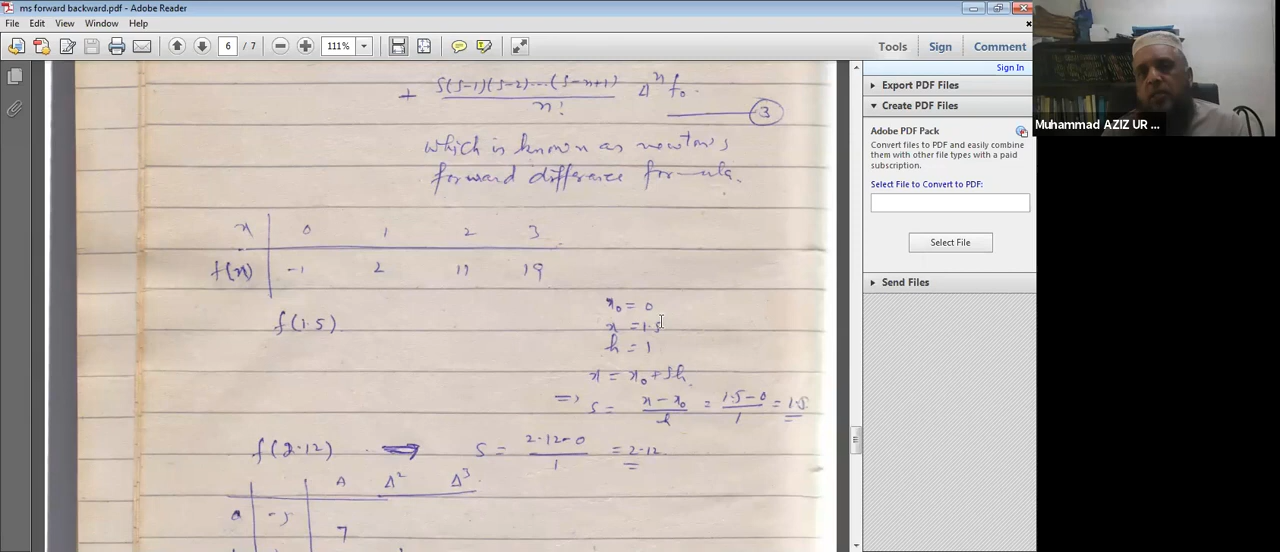 ms forward backward.pdf - Adobe Reader
File Edit View Window Help
6 / 7
111%
Tools Sign Comment
Sign In
Export PDF Files
Create PDF Files
Adobe PDF Pack
Convert files to PDF and easily combine
them with other file types with a paid
subscription.
Select File to Convert to PDF:
Select File
Send Files
Muhammad AZIZ UR ...
+ S(S-1)(S-2)...(S-n+1) / n! Δⁿ f₀. ③
which is known as newton's
forward difference formula.
x 0 1 2 3
f(x) -1 2 11 19
f(1.5)
x₀ = 0
x = 1.5
h = 1
x = x₀ + Sh
=> S = x - x₀ / h = 1.5-0 / 1 = 1.5
f(2.12) S = 2.12-0 / 1 = 2.12
Δ Δ² Δ³
0 -5
7